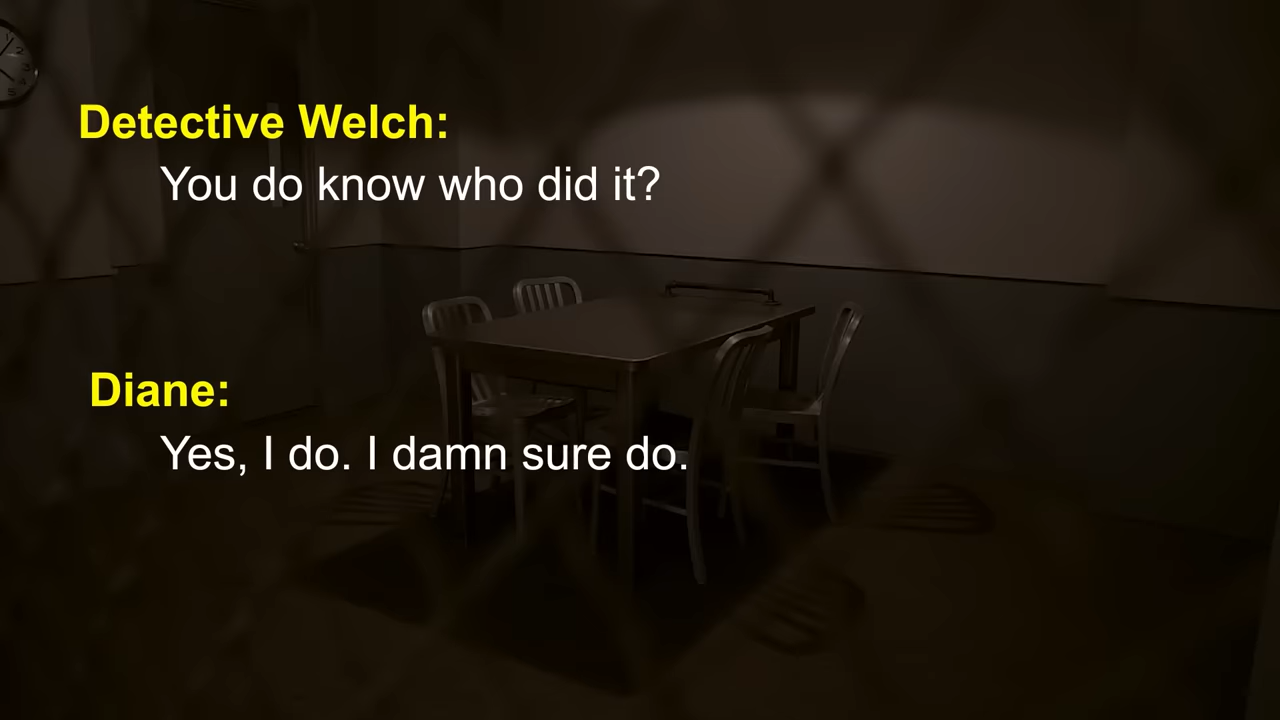 Detective Welch:
You do know who did it?
Diane:
Yes, I do. I damn sure do.